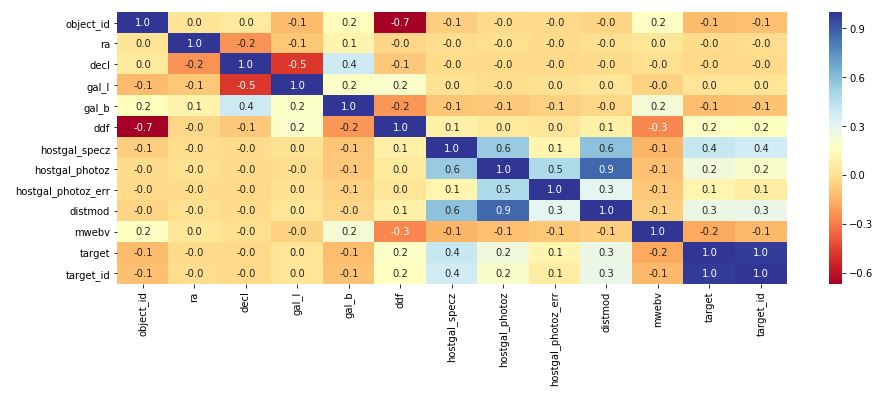 object_id 1.0 0.0 0.0 -0.1 0.2 -0.7 -0.1 -0.0 -0.0 -0.0 0.2 -0.1 -0.1
ra 0.0 1.0 -0.2 -0.1 0.1 -0.0 -0.0 -0.0 -0.0 -0.0 0.0 -0.0 -0.0
decl 0.0 -0.2 1.0 -0.5 0.4 -0.1 -0.0 -0.0 -0.0 -0.0 0.0 -0.0 -0.0
gal_l -0.1 -0.1 -0.5 1.0 0.2 0.2 0.0 0.0 0.0 0.0 -0.0 0.0 0.0
gal_b 0.2 0.1 0.4 0.2 1.0 -0.2 -0.1 -0.1 -0.1 -0.0 0.2 -0.1 -0.1
ddf -0.7 -0.0 -0.1 0.2 -0.2 1.0 0.1 0.0 0.0 0.1 -0.3 0.2 0.2
hostgal_specz -0.1 -0.0 -0.0 0.0 -0.1 0.1 1.0 0.6 0.1 0.6 -0.1 0.4 0.4
hostgal_photoz -0.0 -0.0 -0.0 0.0 -0.1 0.0 0.6 1.0 0.5 0.9 -0.1 0.2 0.2
hostgal_photoz_err -0.0 -0.0 -0.0 0.0 -0.1 0.0 0.1 0.5 1.0 0.3 -0.1 0.1 0.1
distmod -0.0 -0.0 -0.0 0.0 -0.0 0.1 0.6 0.9 0.3 1.0 -0.1 0.3 0.3
mwebv 0.2 0.0 0.0 -0.0 0.2 -0.3 -0.1 -0.1 -0.1 -0.1 1.0 -0.2 -0.1
target -0.1 -0.0 -0.0 0.0 -0.1 0.2 0.4 0.2 0.1 0.3 -0.2 1.0 1.0
target_id -0.1 -0.0 -0.0 0.0 -0.1 0.2 0.4 0.2 0.1 0.3 -0.1 1.0 1.0
object_id ra decl gal_l gal_b ddf hostgal_specz hostgal_photoz hostgal_photoz_err distmod mwebv target target_id
0.9
0.6
0.3
0.0
−0.3
−0.6